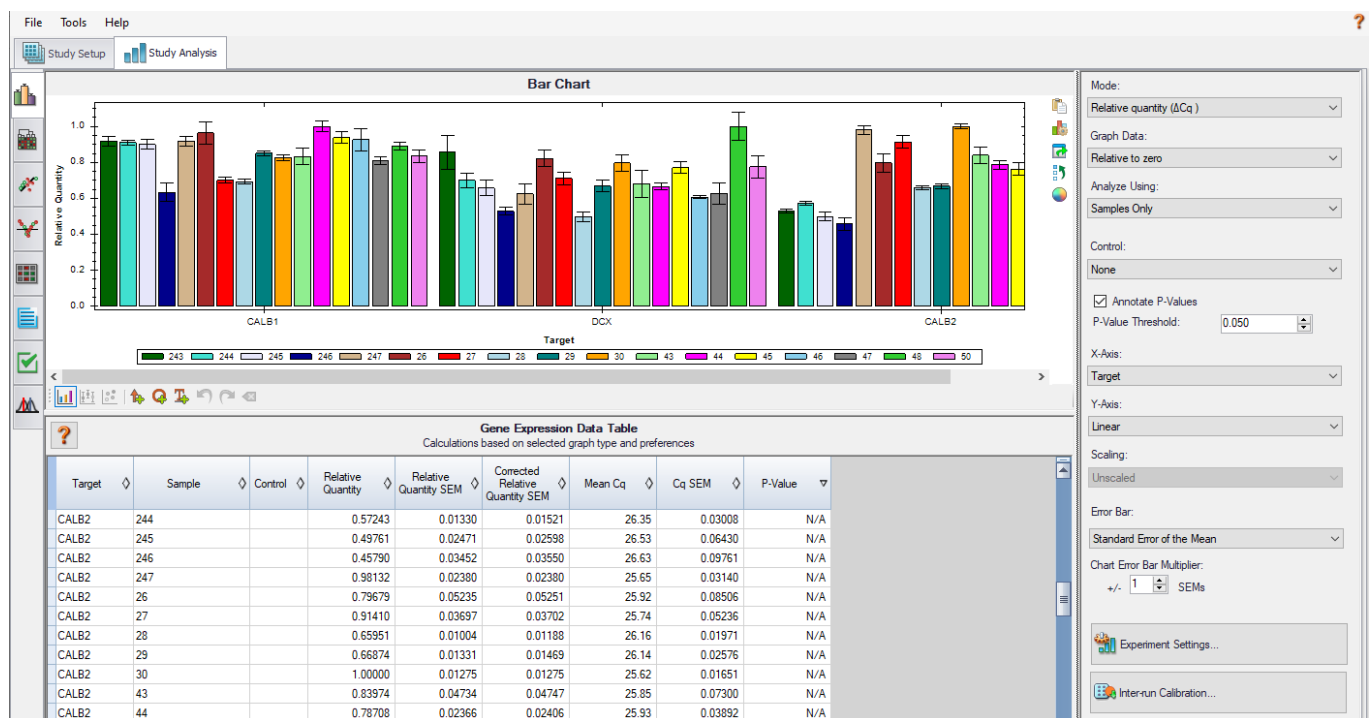 File Tools Help ?
Study Setup Study Analysis
Bar Chart
Relative Quantity
1.0
0.8
0.6
0.4
0.2
0.0
CALB1 DCX CALB2
Target
243 244 245 246 247 26 27 28 29 30 43 44 45 46 47 48 50
?
Gene Expression Data Table
Calculations based on selected graph type and preferences
Target Sample Control Relative Quantity Relative Quantity SEM Corrected Relative Quantity SEM Mean Cq Cq SEM P-Value
CALB2 244 0.57243 0.01330 0.01521 26.35 0.03008 N/A
CALB2 245 0.49761 0.02471 0.02598 26.53 0.06430 N/A
CALB2 246 0.45790 0.03452 0.03550 26.63 0.09761 N/A
CALB2 247 0.98132 0.02380 0.02380 25.65 0.03140 N/A
CALB2 26 0.79679 0.05235 0.05251 25.92 0.08506 N/A
CALB2 27 0.91410 0.03697 0.03702 25.74 0.05236 N/A
CALB2 28 0.65951 0.01004 0.01188 26.16 0.01971 N/A
CALB2 29 0.66874 0.01331 0.01469 26.14 0.02576 N/A
CALB2 30 1.00000 0.01275 0.01275 25.62 0.01651 N/A
CALB2 43 0.83974 0.04734 0.04747 25.85 0.07300 N/A
CALB2 44 0.78708 0.02366 0.02406 25.93 0.03892 N/A
Mode:
Relative quantity (ΔCq )
Graph Data:
Relative to zero
Analyze Using:
Samples Only
Control:
None
Annotate P-Values
P-Value Threshold: 0.050
X-Axis:
Target
Y-Axis:
Linear
Scaling:
Unscaled
Error Bar:
Standard Error of the Mean
Chart Error Bar Multiplier:
+/- 1 SEMs
Experiment Settings...
Inter-run Calibration...